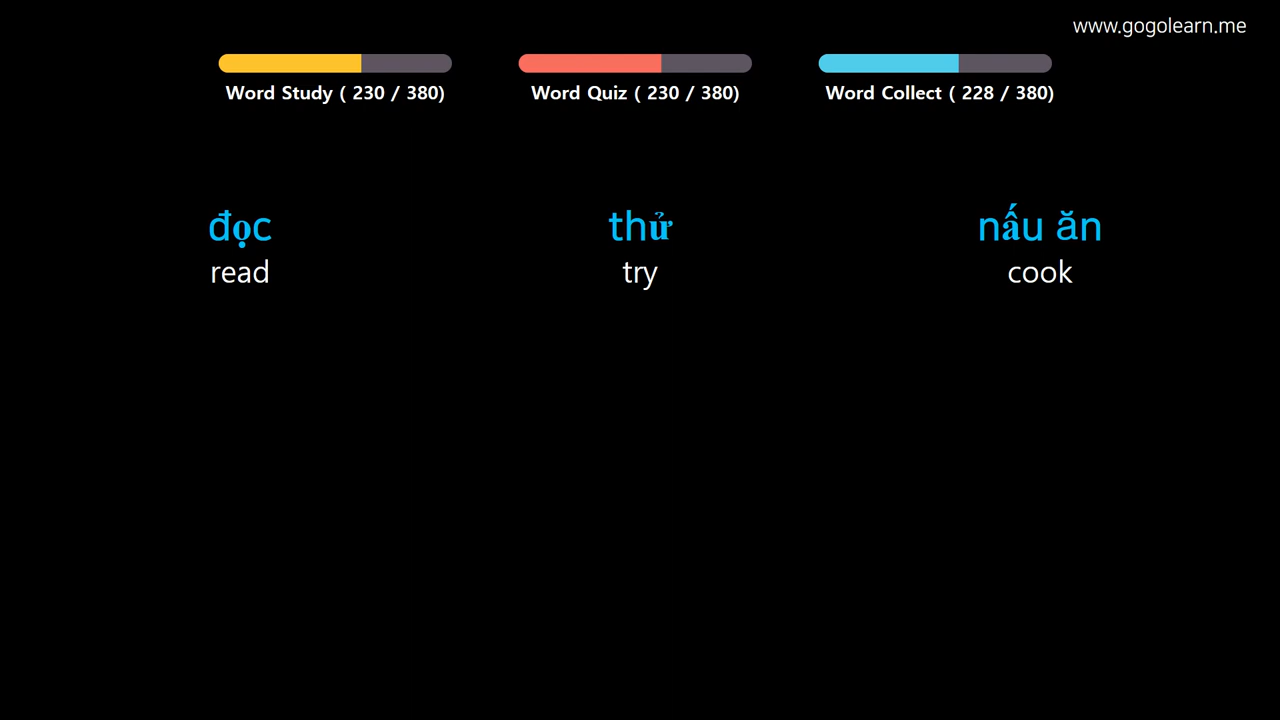 www.gogolearn.me
Word Study ( 230 / 380)
Word Quiz ( 230 / 380)
Word Collect ( 228 / 380)
đọc
read
thử
try
nấu ăn
cook